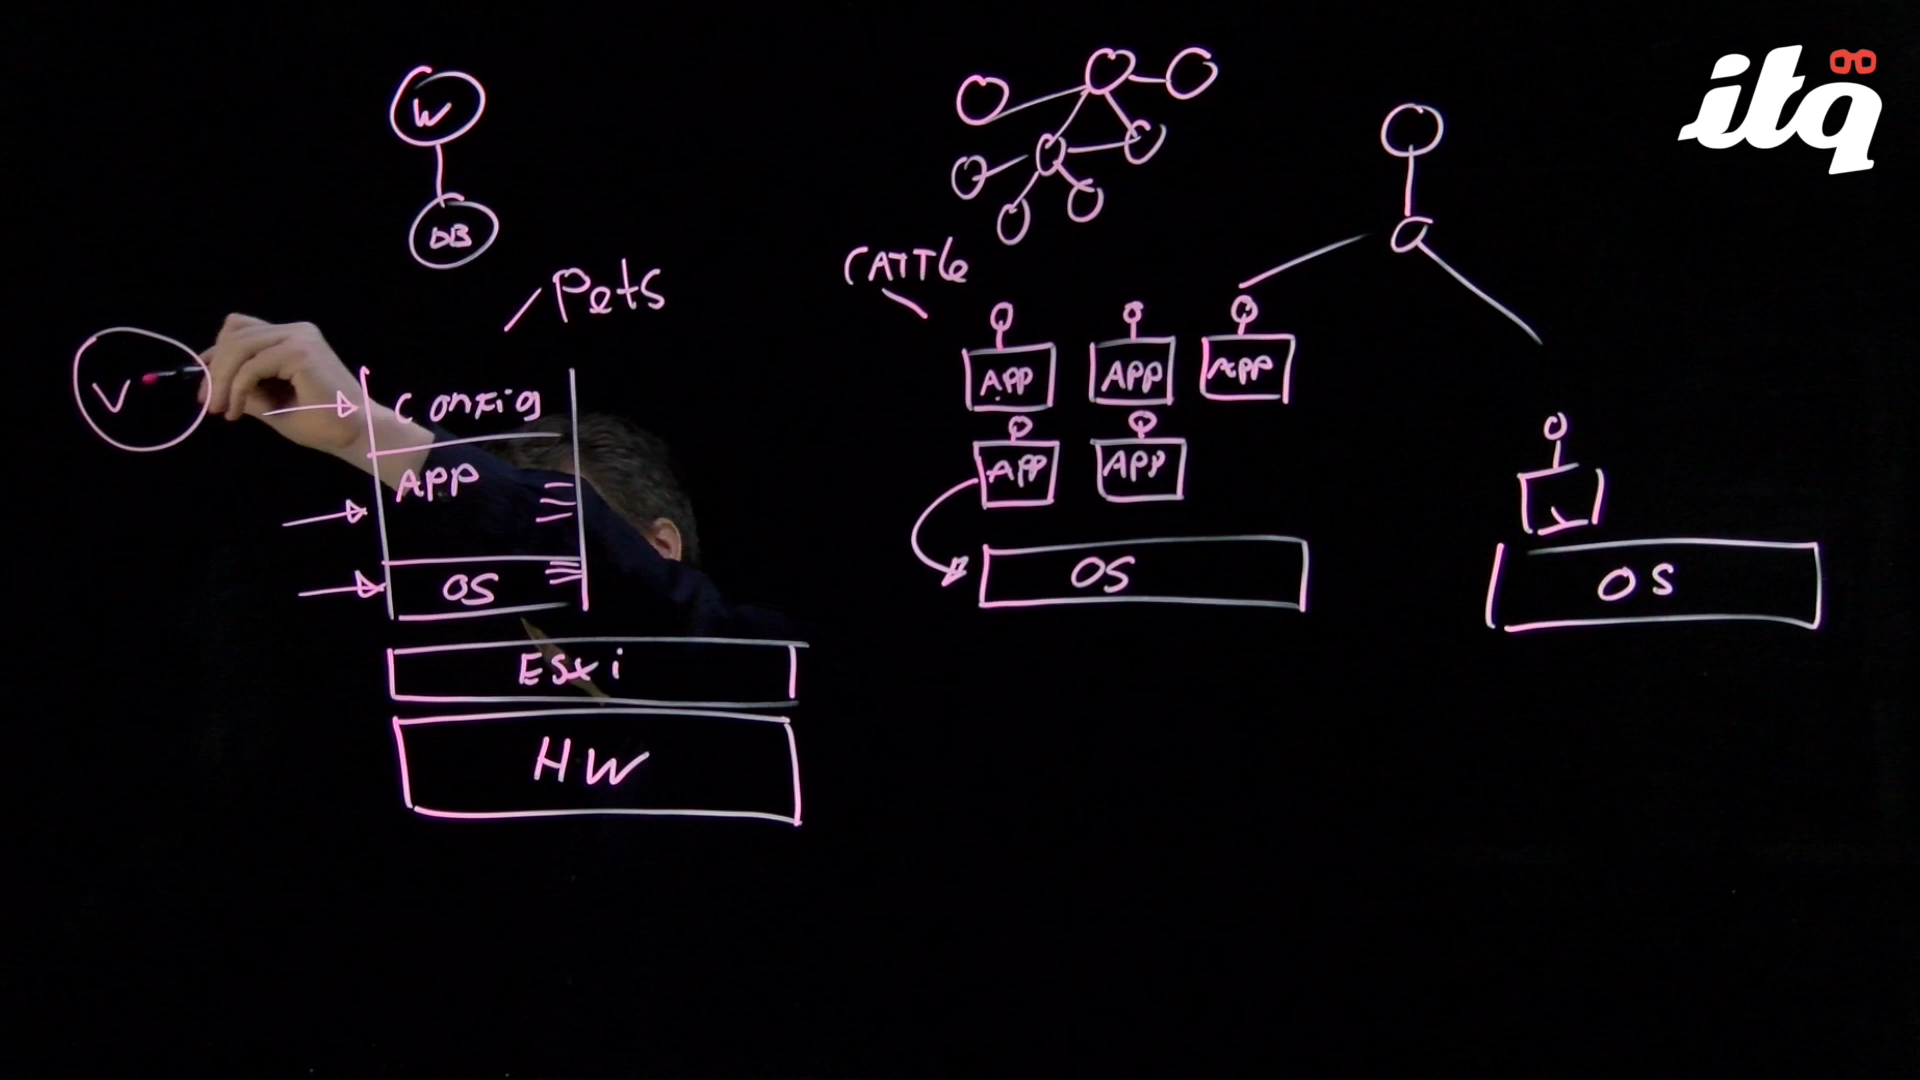 W
DB
Pets
V
Config
APP
OS
ESXi
HW
CATTLE
APP
APP
APP
APP
APP
OS
OS
itq